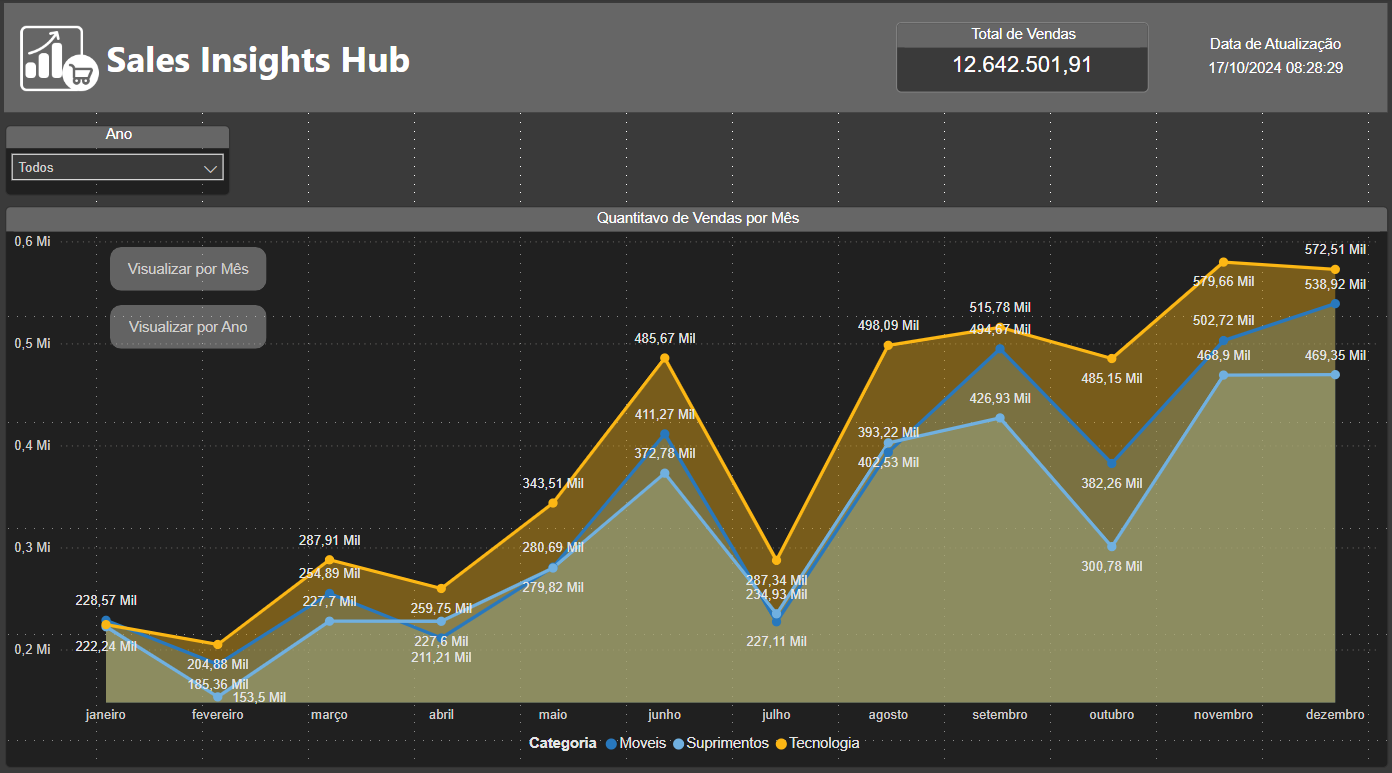 Sales Insights Hub
Total de Vendas
12.642.501,91
Data de Atualização
17/10/2024 08:28:29
Ano
Todos
Quantitavo de Vendas por Mês
Visualizar por Mês
Visualizar por Ano
0,6 Mi
0,5 Mi
0,4 Mi
0,3 Mi
0,2 Mi
228,57 Mil
222,24 Mil
204,88 Mil
185,36 Mil
153,5 Mil
287,91 Mil
254,89 Mil
227,7 Mil
259,75 Mil
227,6 Mil
211,21 Mil
343,51 Mil
280,69 Mil
279,82 Mil
485,67 Mil
411,27 Mil
372,78 Mil
287,34 Mil
234,93 Mil
227,11 Mil
498,09 Mil
393,22 Mil
402,53 Mil
515,78 Mil
494,67 Mil
426,93 Mil
485,15 Mil
382,26 Mil
300,78 Mil
579,66 Mil
502,72 Mil
468,9 Mil
572,51 Mil
538,92 Mil
469,35 Mil
janeiro fevereiro março abril maio junho julho agosto setembro outubro novembro dezembro
Categoria Moveis Suprimentos Tecnologia